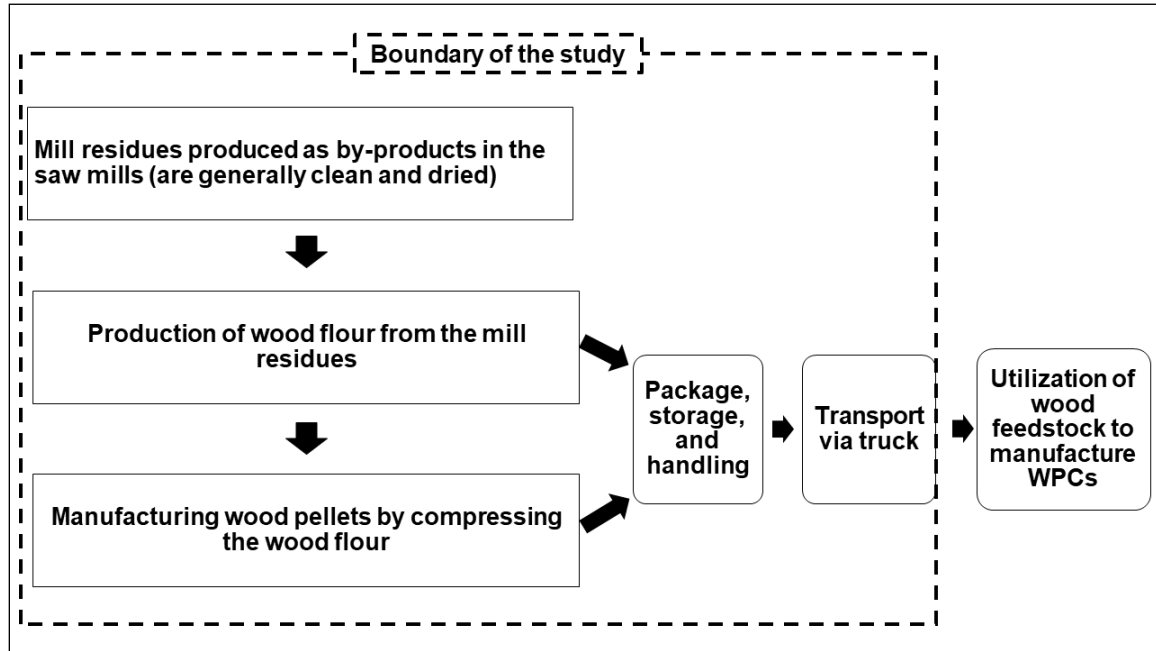 Boundary of the study
Mill residues produced as by-products in the
saw mills (are generally clean and dried)
Production of wood flour from the mill
residues
Manufacturing wood pellets by compressing
the wood flour
Package,
storage,
and
handling
Transport
via truck
Utilization of
wood
feedstock to
manufacture
WPCs